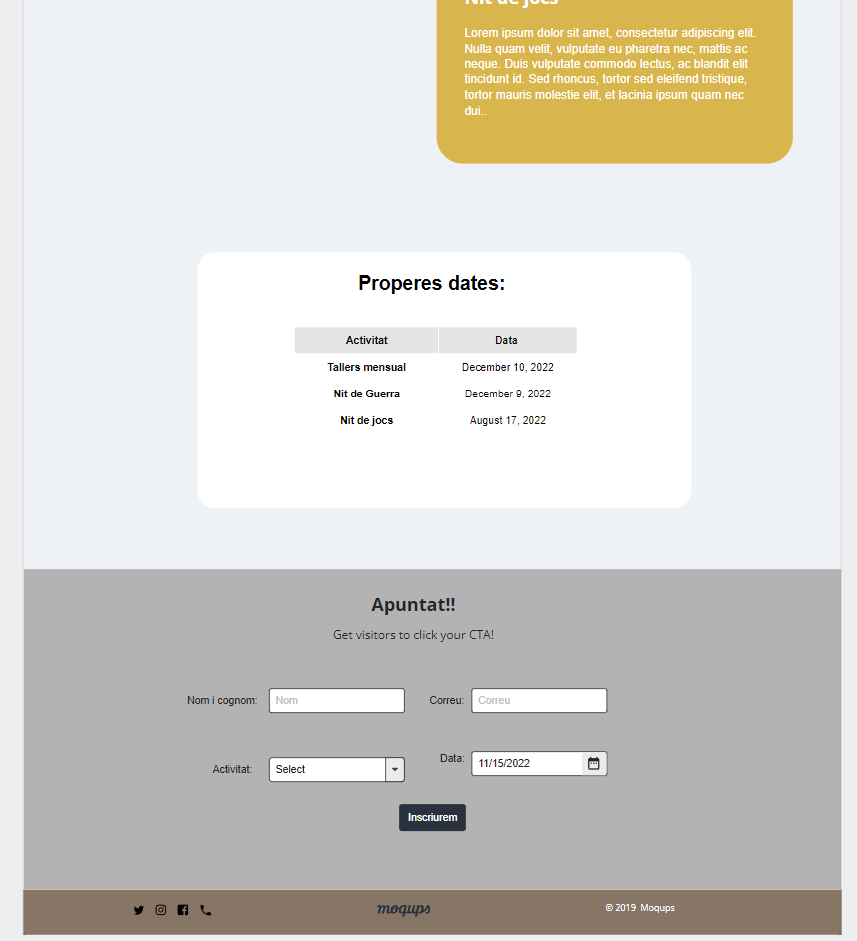 Nit de jocs
Lorem ipsum dolor sit amet, consectetur adipiscing elit.
Nulla quam velit, vulputate eu pharetra nec, mattis ac
neque. Duis vulputate commodo lectus, ac blandit elit
tincidunt id. Sed rhoncus, tortor sed eleifend tristique,
tortor mauris molestie elit, et lacinia ipsum quam nec
dui..
Properes dates:
Activitat Data
Tallers mensual December 10, 2022
Nit de Guerra December 9, 2022
Nit de jocs August 17, 2022
Apuntat!!
Get visitors to click your CTA!
Nom i cognom: Nom Correu: Correu
Activitat: Select Data: 11/15/2022
Inscriurem
moqups © 2019 Moqups